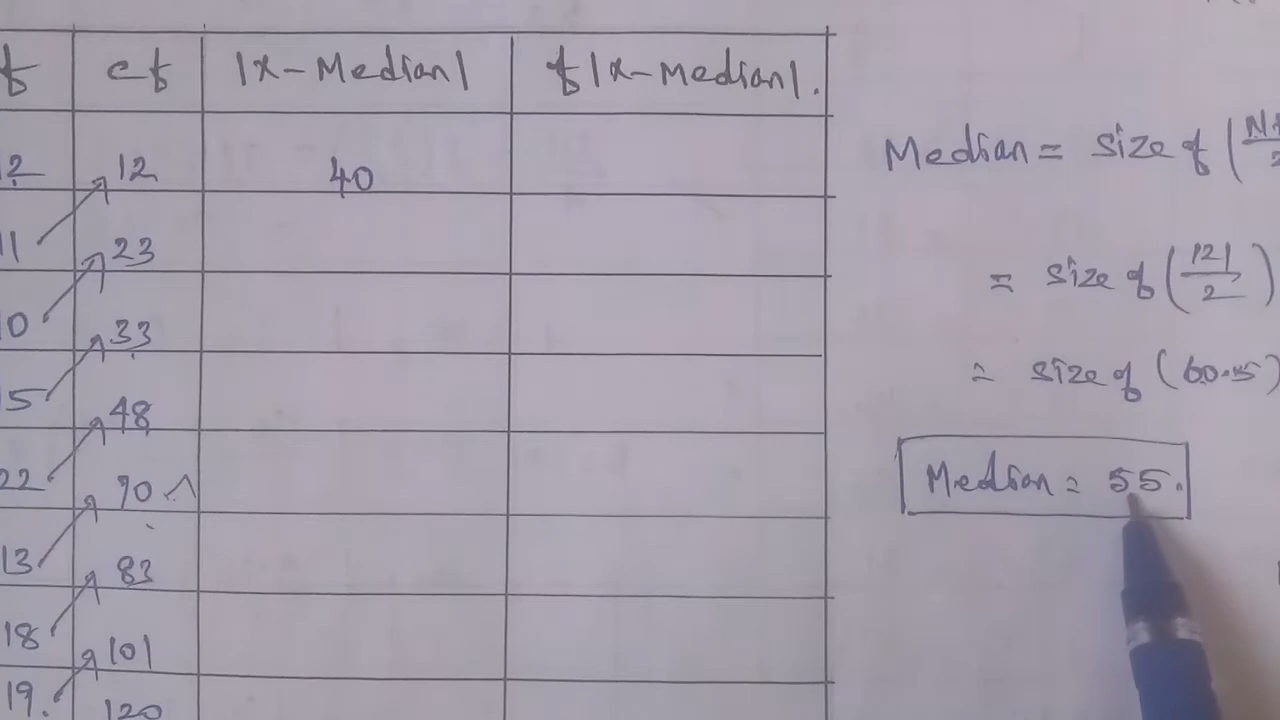 f cf |x-Median| f|x-Median|.
12 12 40
11 23
10 33
15 48
22 70
13 83
18 101
19. 120
Median = size of (N+
2
= size of (121/2)
= size of (60.5)
Median = 55.